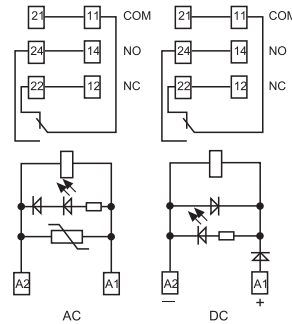 21 11 COM 21 11 COM
24 14 NO 24 14 NO
22 12 NC 22 12 NC
A2 A1 A2 A1
— +
AC DC